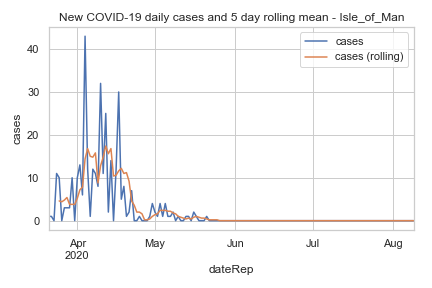 New COVID-19 daily cases and 5 day rolling mean - Isle_of_Man
cases
cases (rolling)
cases
40
30
20
10
0
Apr May Jun Jul Aug
2020
dateRep